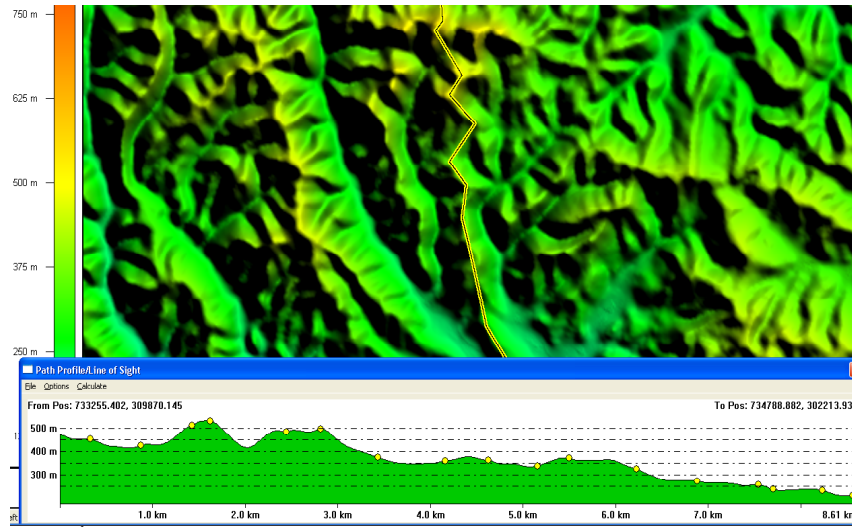 750 m
625 m
500 m
375 m
250 m
Path Profile/Line of Sight
File Options Calculate
From Pos: 733255.402, 309870.145 To Pos: 734788.882, 302213.93
500 m
400 m
300 m
1.0 km 2.0 km 3.0 km 4.0 km 5.0 km 6.0 km 7.0 km 8.61 km